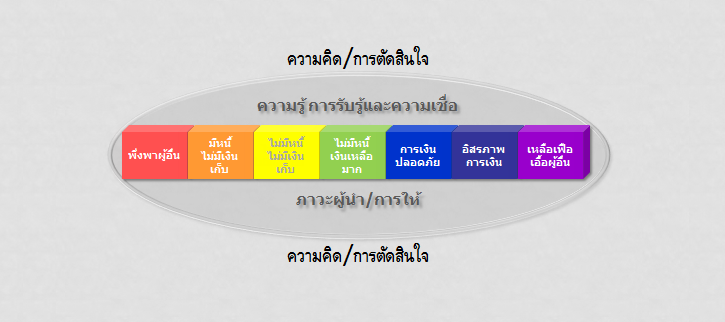 ความคิด/การตัดสินใจ
ความรู้ การรับรู้และความเชื่อ
พึ่งพาผู้อื่น
มีหนี้
ไม่มีเงิน
เก็บ
ไม่มีหนี้
ไม่มีเงิน
เก็บ
ไม่มีหนี้
เงินเหลือ
มาก
การเงิน
ปลอดภัย
อิสรภาพ
การเงิน
เหลือเฟือ
เอื้อผู้อื่น
ภาวะผู้นำ/การให้
ความคิด/การตัดสินใจ